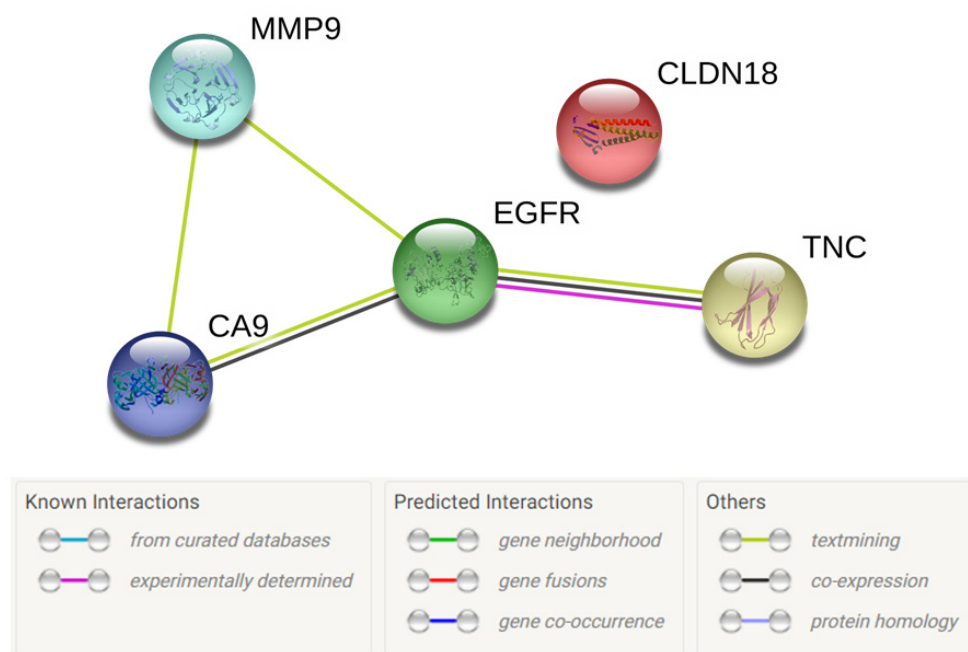 MMP9
CLDN18
EGFR
TNC
CA9
Known Interactions
from curated databases
experimentally determined
Predicted Interactions
gene neighborhood
gene fusions
gene co-occurrence
Others
textmining
co-expression
protein homology